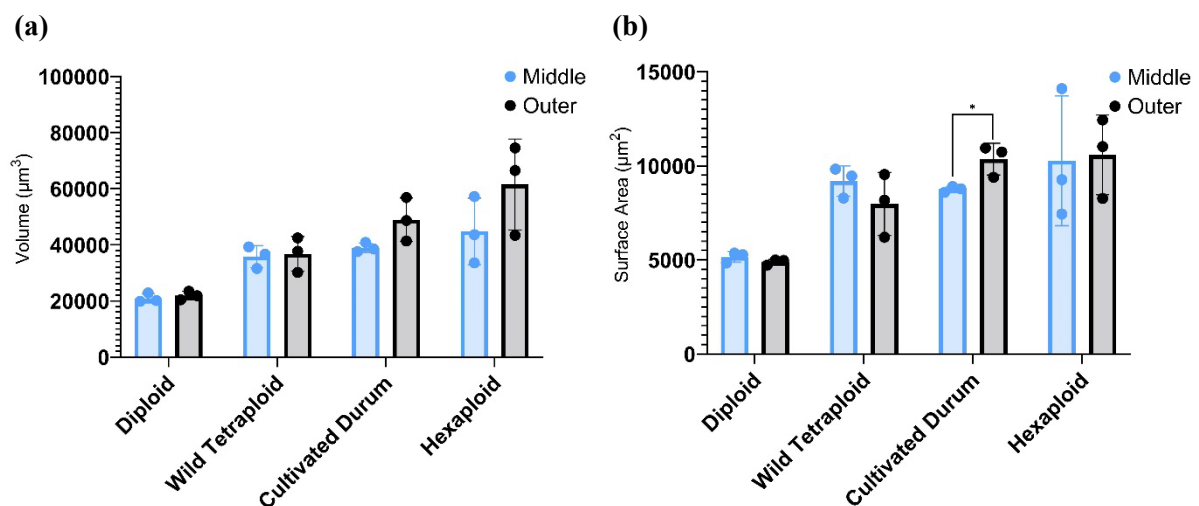 (a)
Volume (µm³)
100000
80000
60000
40000
20000
0
Middle
Outer
Diploid
Wild Tetraploid
Cultivated Durum
Hexaploid
(b)
Surface Area (µm²)
15000
10000
5000
0
*
Middle
Outer
Diploid
Wild Tetraploid
Cultivated Durum
Hexaploid